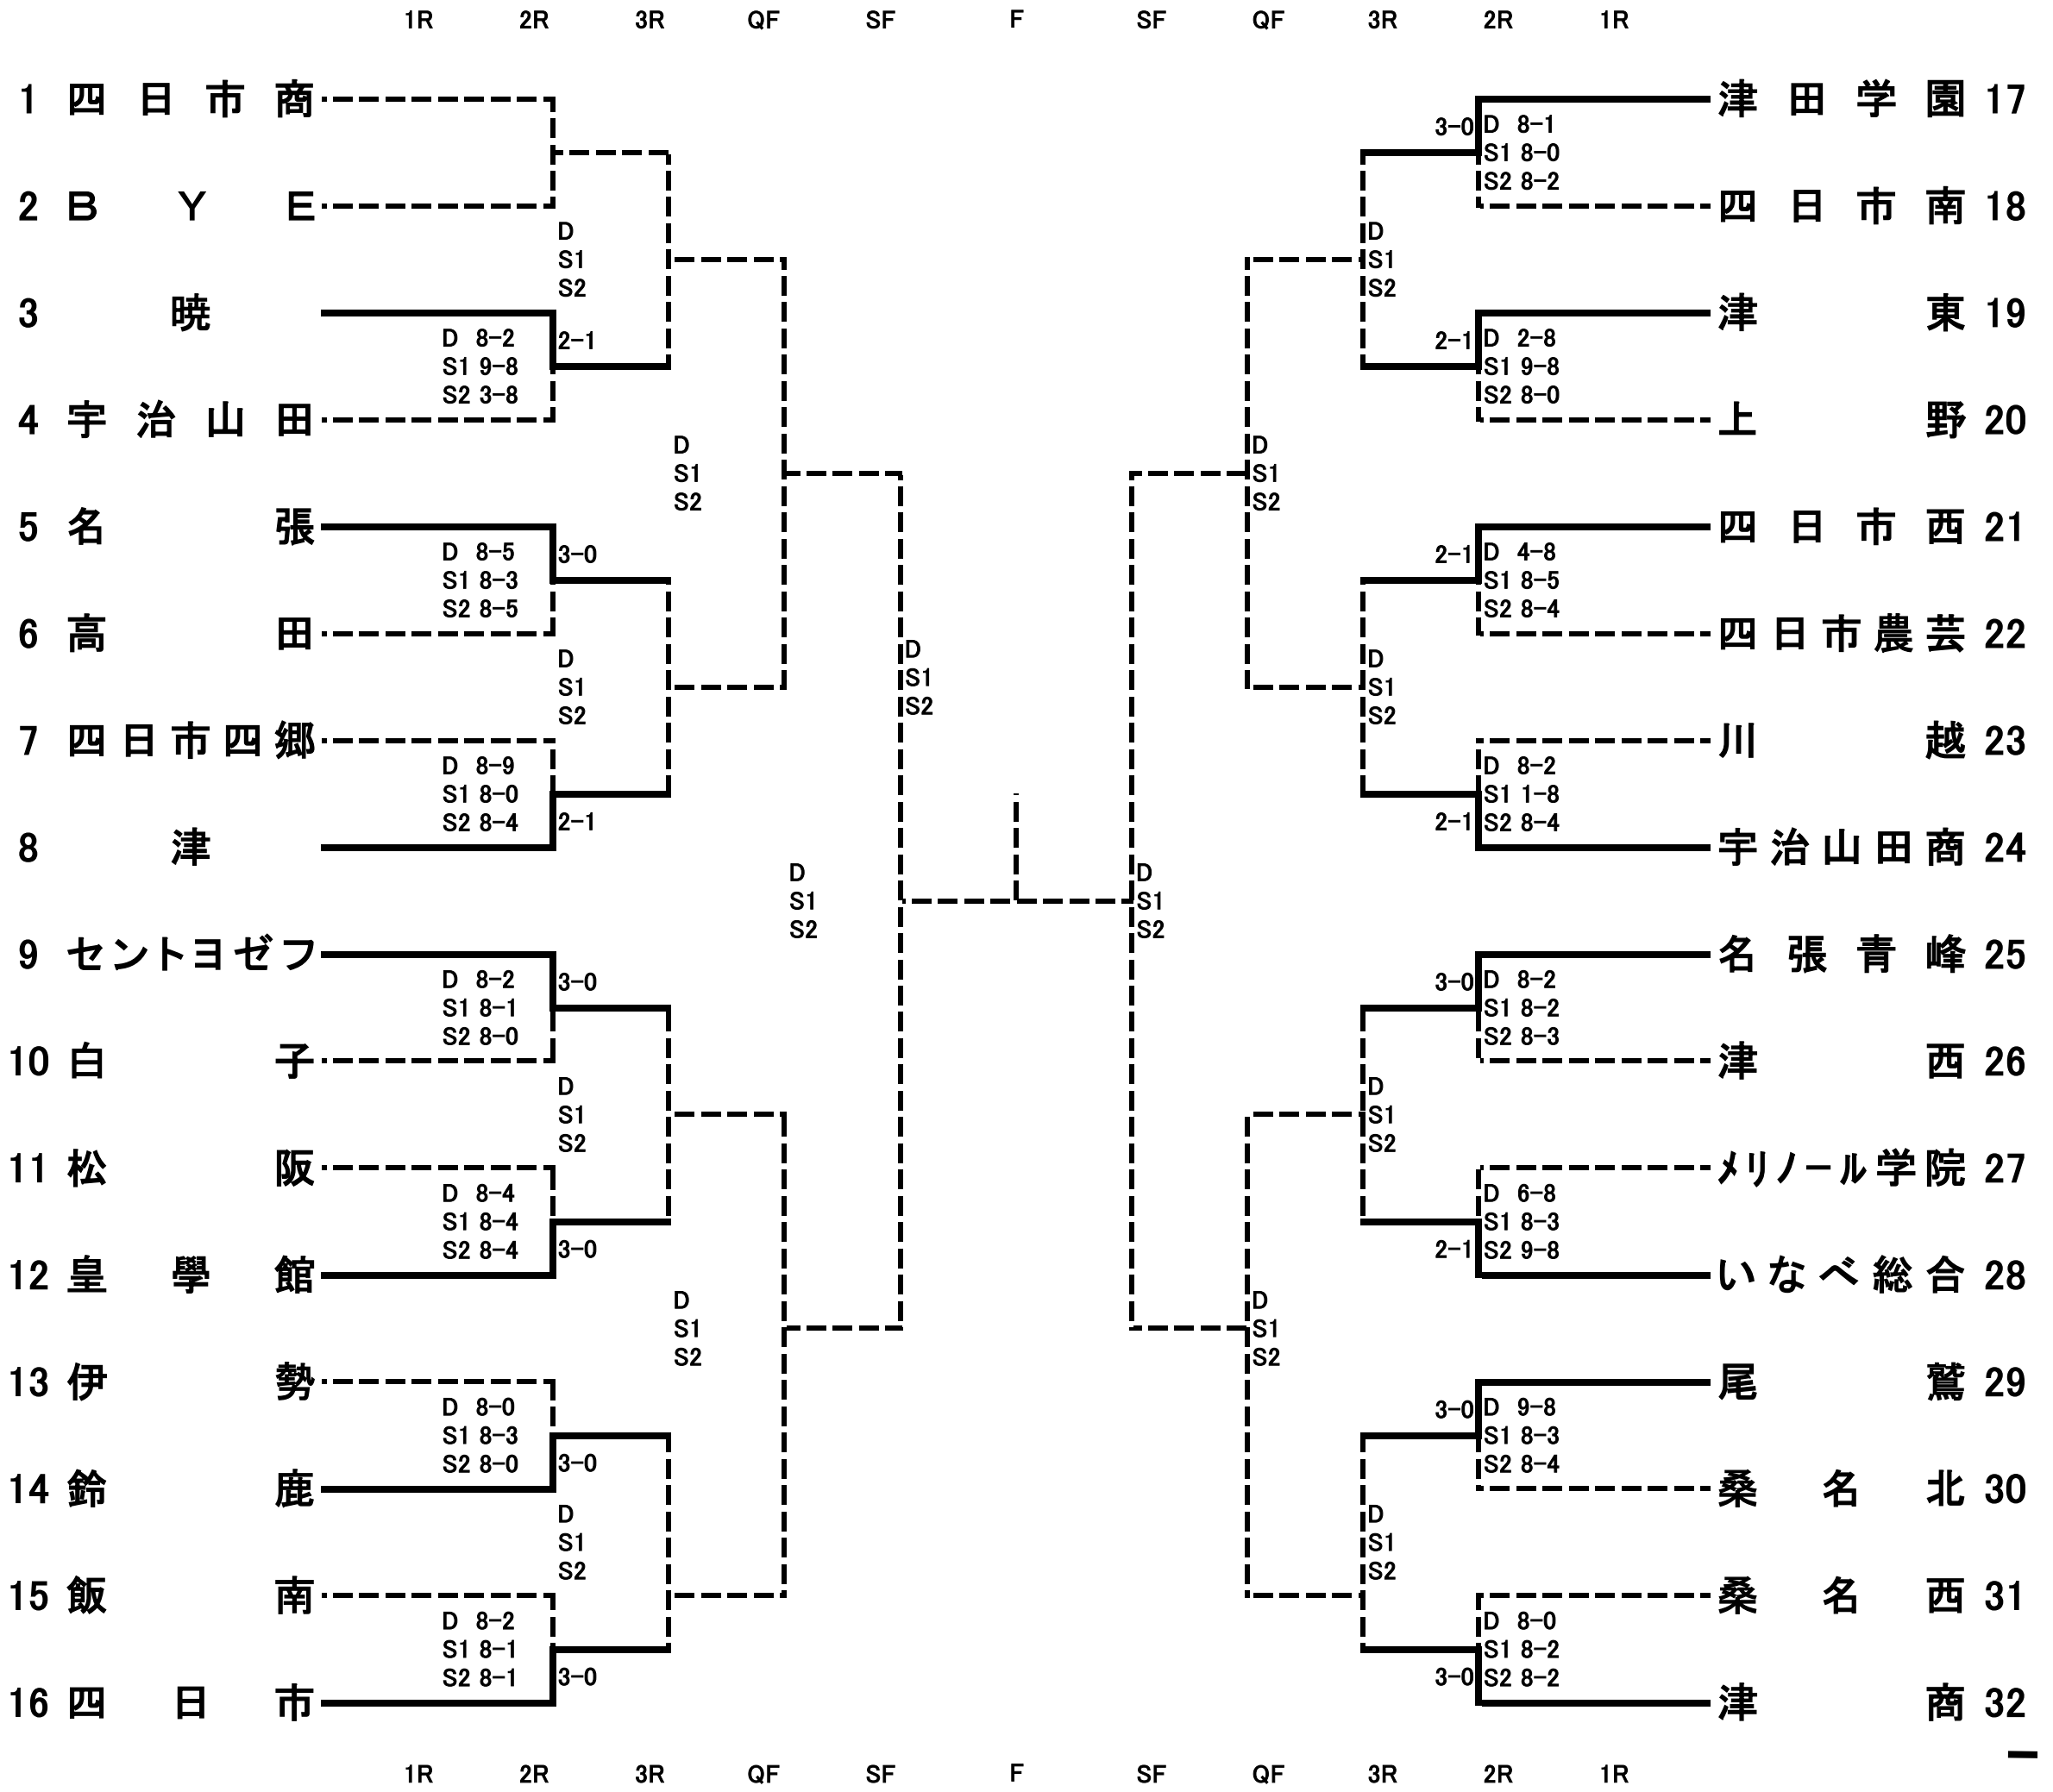 1R 2R 3R QF SF F SF QF 3R 2R 1R
1 四日市商
2 ＢＹＥ
D
S1
S2
3 暁
D 8-2
S1 9-8
S2 3-8
2-1
4 宇治山田
D
S1
S2
5 名張
D 8-5
S1 8-3
S2 8-5
3-0
6 高田
D
S1
S2
7 四日市四郷
D 8-9
S1 8-0
S2 8-4
2-1
8 津
D
S1
S2
9 セントヨゼフ
D 8-2
S1 8-1
S2 8-0
3-0
10 白子
D
S1
S2
11 松阪
D 8-4
S1 8-4
S2 8-4
3-0
12 皇學館
D
S1
S2
13 伊勢
D 8-0
S1 8-3
S2 8-0
3-0
14 鈴鹿
D
S1
S2
15 飯南
D 8-2
S1 8-1
S2 8-1
3-0
16 四日市
D
S1
S2
津田学園 17
3-0
D 8-1
S1 8-0
S2 8-2
四日市南 18
D
S1
S2
津東 19
2-1
D 2-8
S1 9-8
S2 8-0
上野 20
D
S1
S2
四日市西 21
2-1
D 4-8
S1 8-5
S2 8-4
四日市農芸 22
D
S1
S2
川越 23
D 8-2
S1 1-8
S2 8-4
2-1
宇治山田商 24
D
S1
S2
名張青峰 25
3-0
D 8-2
S1 8-2
S2 8-3
津西 26
D
S1
S2
ﾒﾘﾉｰﾙ学院 27
D 6-8
S1 8-3
S2 9-8
2-1
いなべ総合 28
D
S1
S2
尾鷲 29
3-0
D 9-8
S1 8-3
S2 8-4
桑名北 30
D
S1
S2
桑名西 31
D 8-0
S1 8-2
S2 8-2
3-0
津商 32
1R 2R 3R QF SF F SF QF 3R 2R 1R